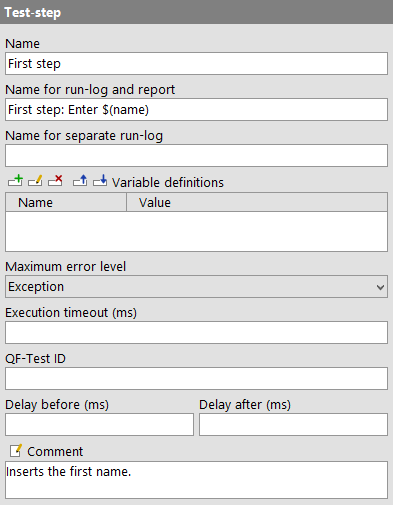 Test-step
Name
First step
Name for run-log and report
First step: Enter $(name)
Name for separate run-log
Variable definitions
Name Value
Maximum error level
Exception
Execution timeout (ms)
QF-Test ID
Delay before (ms) Delay after (ms)
Comment
Inserts the first name.